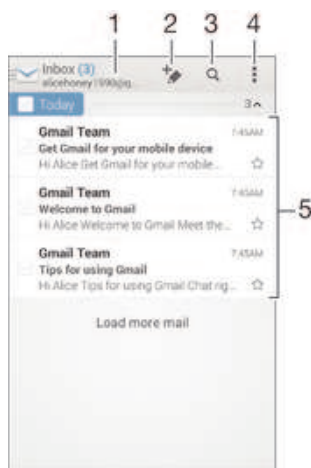 1 2 3 4
Inbox (3)
Today 3
Gmail Team 7:45AM
Get Gmail for your mobile device
Hi Alice Get Gmail for your mobile...
Gmail Team 7:45AM
Welcome to Gmail
Hi Alice Welcome to Gmail Meet the...
5
Gmail Team 7:45AM
Tips for using Gmail
Hi Alice Tips for using Gmail Chat rig...
Load more mail